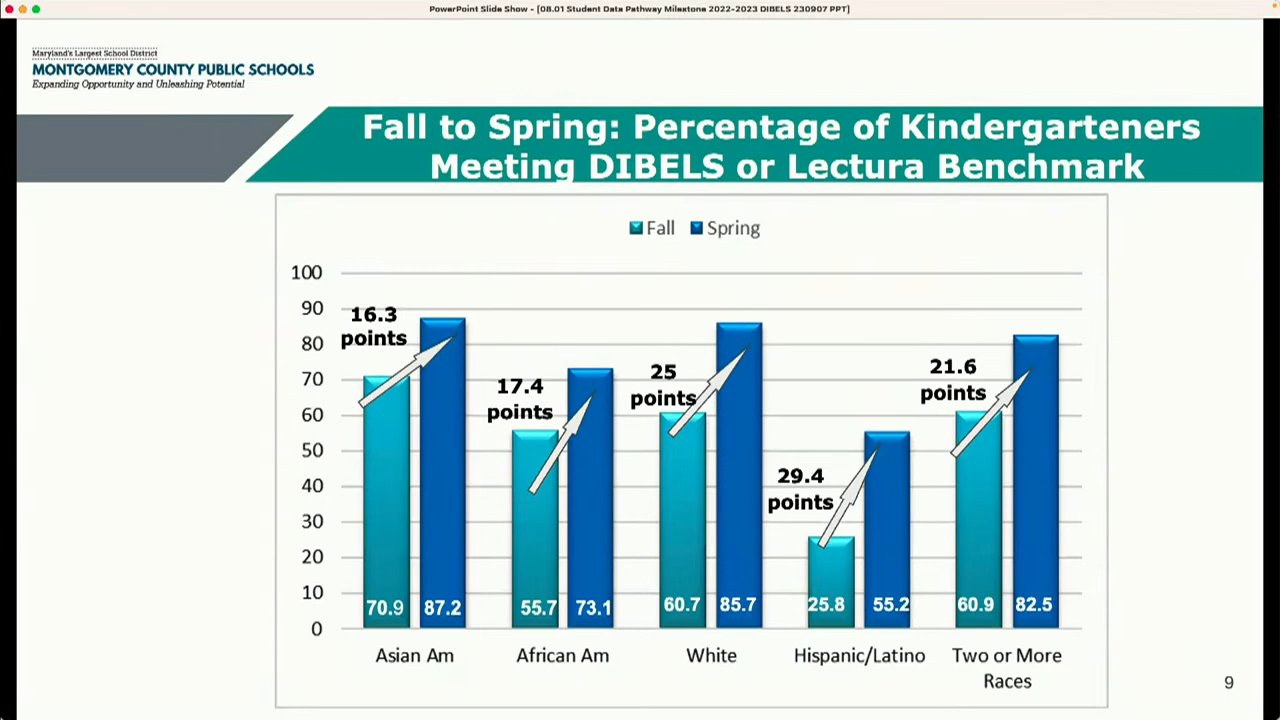 PowerPoint Slide Show - [08.01 Student Data Pathway Milestone 2022-2023 DIBELS 230907 PPT]
Maryland's Largest School District
MONTGOMERY COUNTY PUBLIC SCHOOLS
Expanding Opportunity and Unleashing Potential
Fall to Spring: Percentage of Kindergarteners
Meeting DIBELS or Lectura Benchmark
Fall Spring
100
90
80
70
60
50
40
30
20
10
0
16.3
points
17.4
points
25
points
29.4
points
21.6
points
70.9 87.2 55.7 73.1 60.7 85.7 25.8 55.2 60.9 82.5
Asian Am African Am White Hispanic/Latino Two or More
Races
9